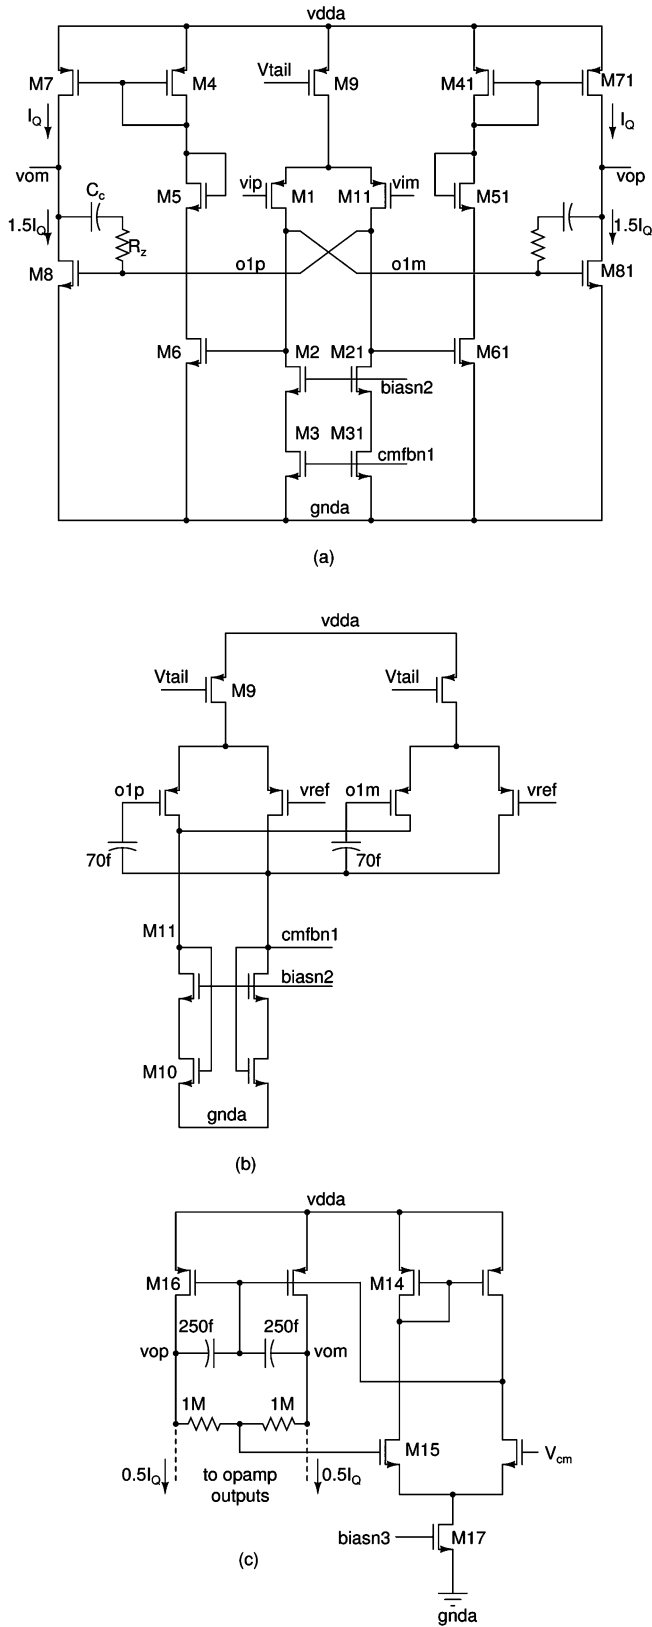 vdda
M7 M4 Vtail M9 M41 M71
IQ IQ
vom vip M1 M11 vim vop
Cc M5 M51
1.5IQ Rz 1.5IQ
M8 o1p o1m M81
M6 M2 M21 M61
biasn2
M3 M31
cmfbn1
gnda
(a)
vdda
Vtail M9 Vtail
o1p vref o1m vref
70f 70f
M11 cmfbn1
biasn2
M10
gnda
(b)
vdda
M16 M14
250f 250f
vop vom
1M 1M
M15 Vcm
0.5IQ to opamp 0.5IQ
outputs
biasn3 M17
(c)
gnda